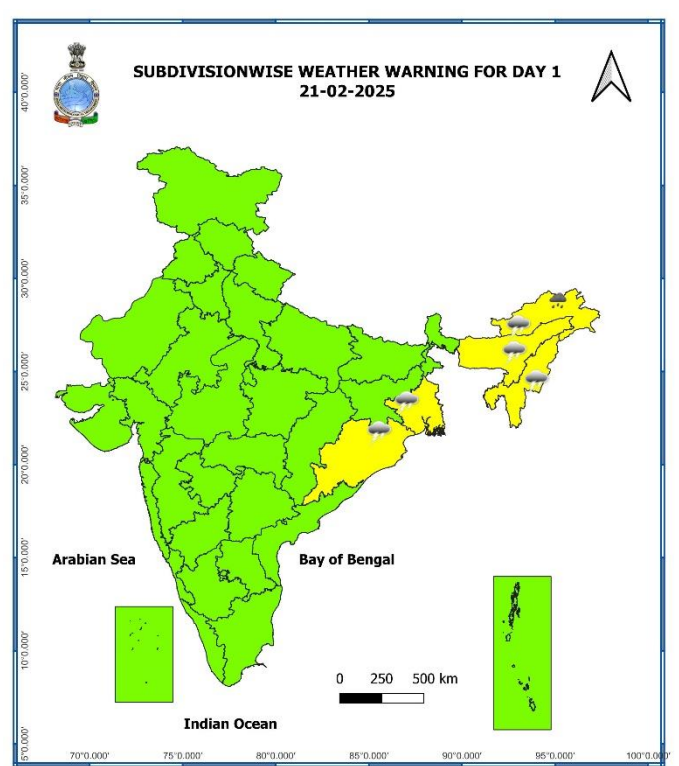 SUBDIVISIONWISE WEATHER WARNING FOR DAY 1
21-02-2025
40°0.000'
35°0.000'
30°0.000'
25°0.000'
20°0.000'
15°0.000'
10°0.000'
5°0.000'
Arabian Sea
Bay of Bengal
0 250 500 km
Indian Ocean
70°0.000' 75°0.000' 80°0.000' 85°0.000' 90°0.000' 95°0.000' 100°0.000'